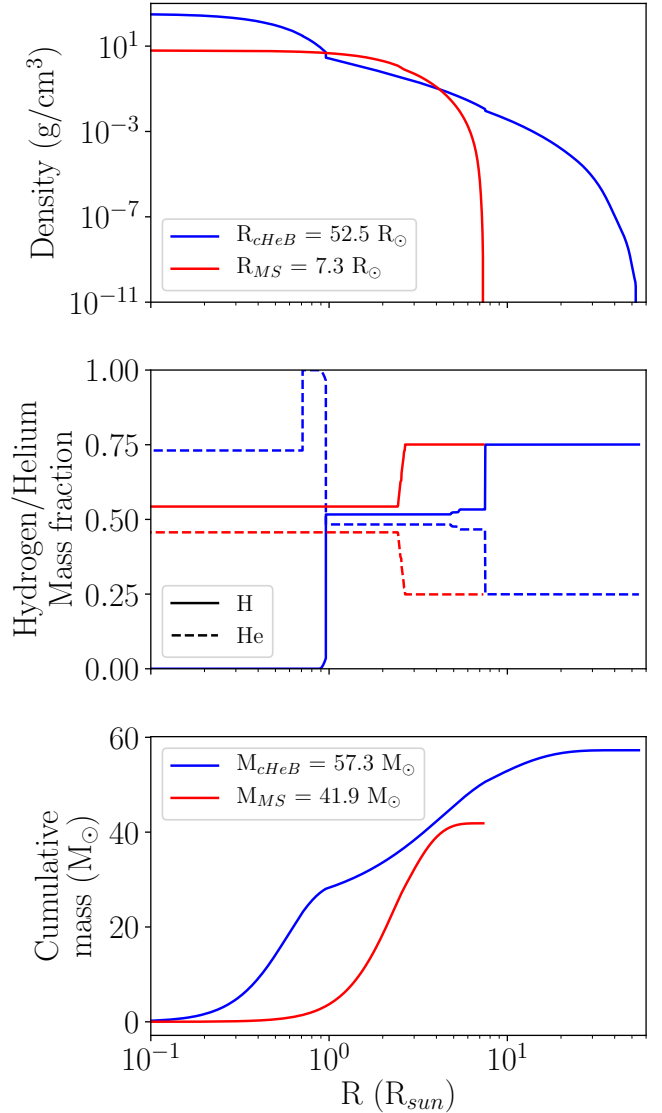 Density (g/cm³)
10¹
10⁻³
10⁻⁷
10⁻¹¹
R_cHeB = 52.5 R☉
R_MS = 7.3 R☉
Hydrogen/Helium
Mass fraction
1.00
0.75
0.50
0.25
0.00
H
He
Cumulative
mass (M☉)
60
40
20
0
M_cHeB = 57.3 M☉
M_MS = 41.9 M☉
10⁻¹
10⁰
10¹
R (R_sun)